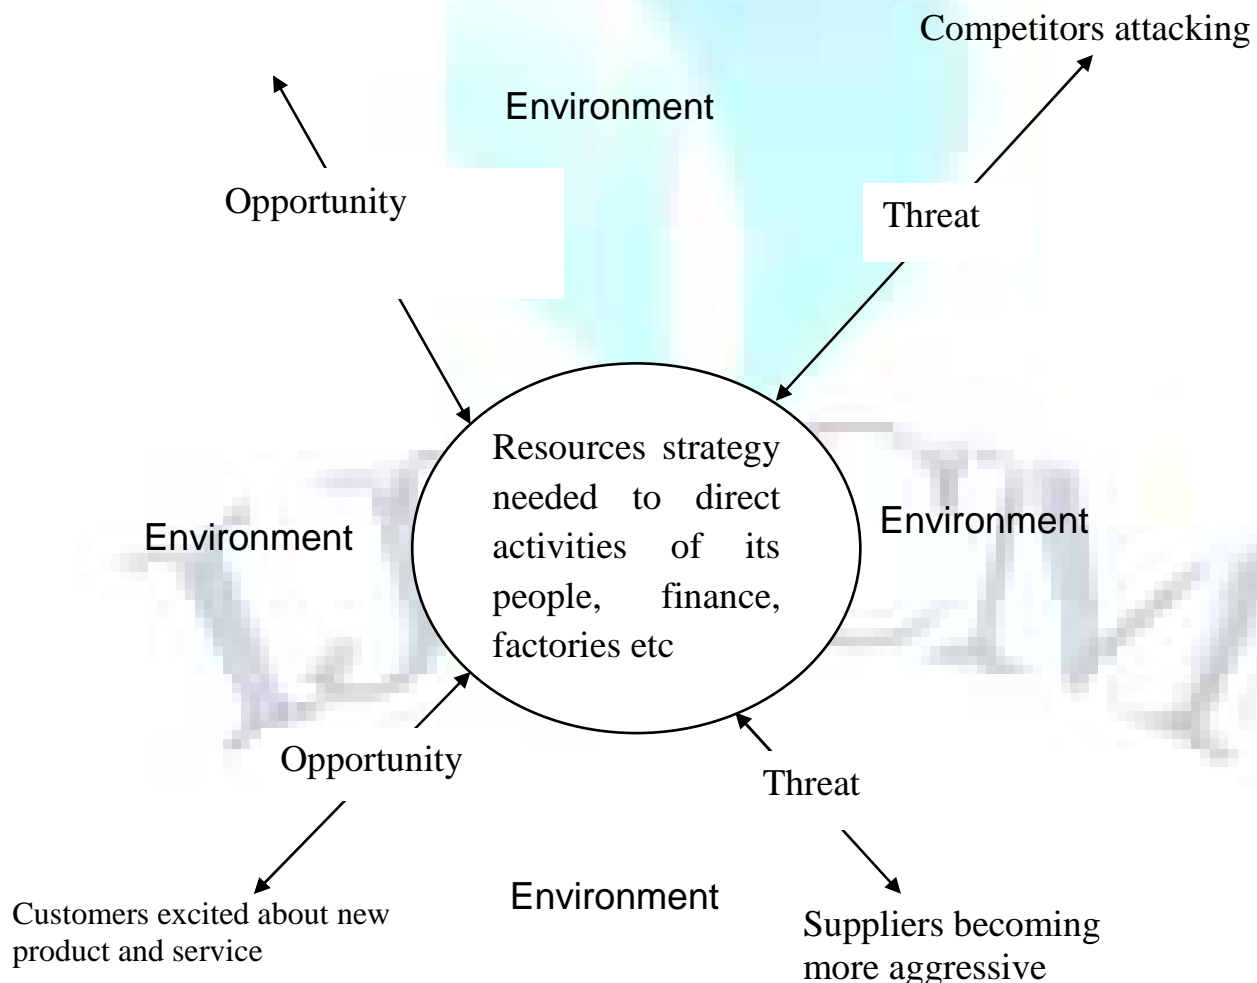 Competitors attacking
Environment
Opportunity
Threat
Resources strategy
needed to direct
activities of its
people, finance,
factories etc
Environment
Environment
Opportunity
Threat
Environment
Customers excited about new
product and service
Suppliers becoming
more aggressive